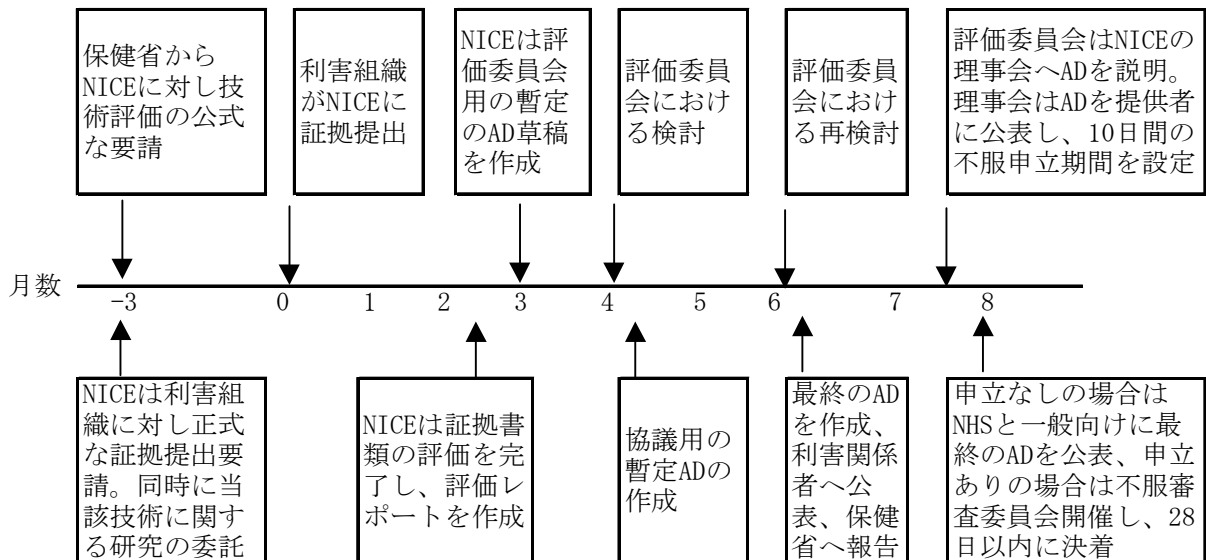 保健省から
NICEに対し技
術評価の公式
な要請
利害組織
がNICEに
証拠提出
NICEは評
価委員会
用の暫定
のAD草稿
を作成
評価委員
会におけ
る検討
評価委員
会におけ
る再検討
評価委員会はNICEの
理事会へADを説明。
理事会はADを提供者
に公表し、10日間の
不服申立期間を設定
月数
-3 0 1 2 3 4 5 6 7 8
NICEは利害組
織に対し正式
な証拠提出要
請。同時に当
該技術に関す
る研究の委託
NICEは証拠書
類の評価を完
了し、評価レ
ポートを作成
協議用の
暫定ADの
作成
最終のAD
を作成、
利害関係
者へ公
表、保健
省へ報告
申立なしの場合は
NHSと一般向けに最
終のADを公表、申立
ありの場合は不服審
査委員会開催し、28
日以内に決着